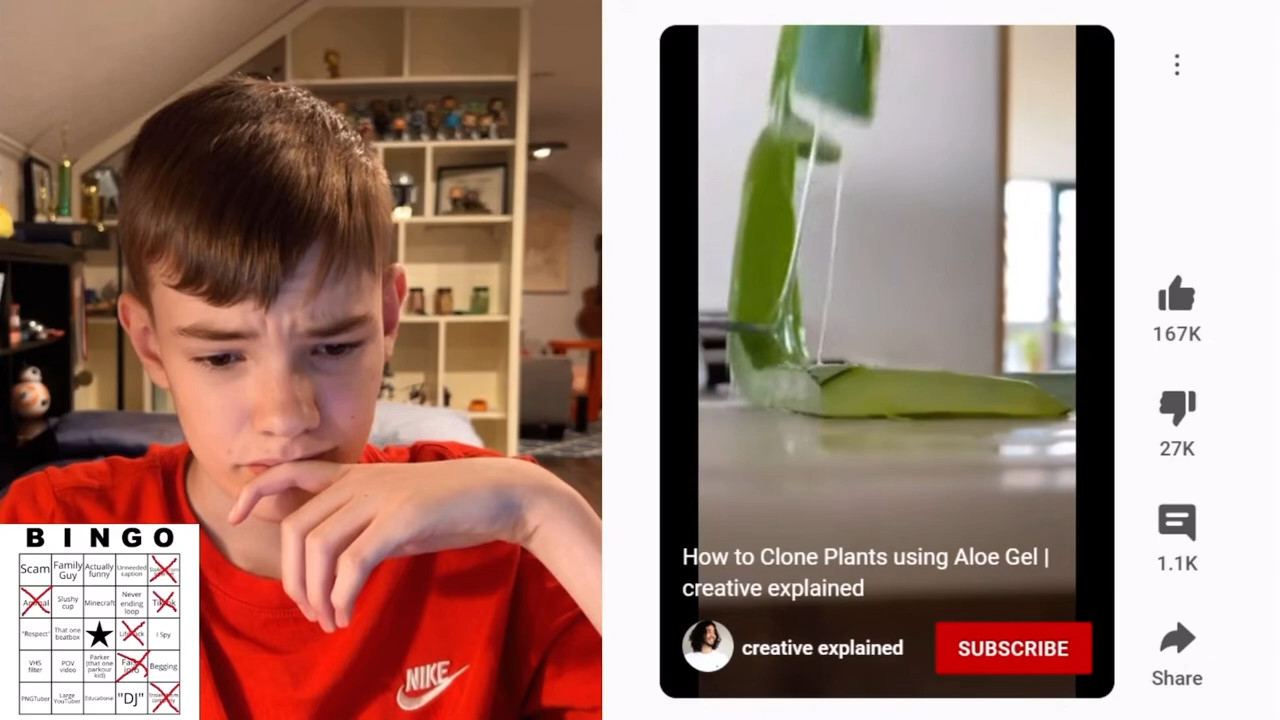 BINGO
Scam
Family
Guy
Actually
funny
Unneeded
caption
Slushy
cup
Minecraft
Never
ending
loop
"Respect"
That one
beatbox
I Spy
VHS
filter
POV
video
Parker
(that one
parkour
kid)
Begging
PNGTuber
Large
YouTuber
Educational
"DJ"
NIKE
How to Clone Plants using Aloe Gel |
creative explained
creative explained
SUBSCRIBE
167K
27K
1.1K
Share